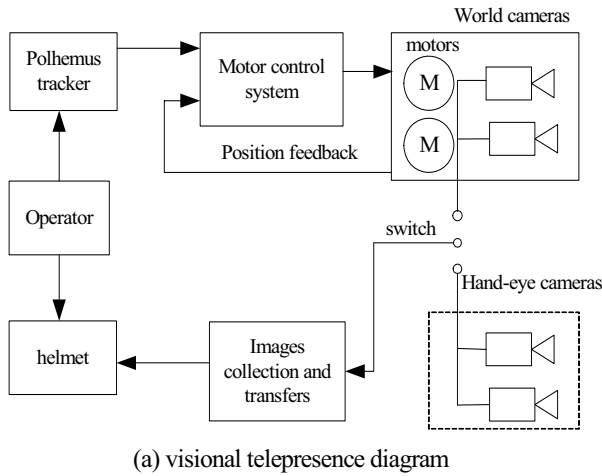 World cameras
Polhemus
tracker
Motor control
system
motors
M
M
Position feedback
Operator
switch
Hand-eye cameras
helmet
Images
collection and
transfers
(a) visional telepresence diagram